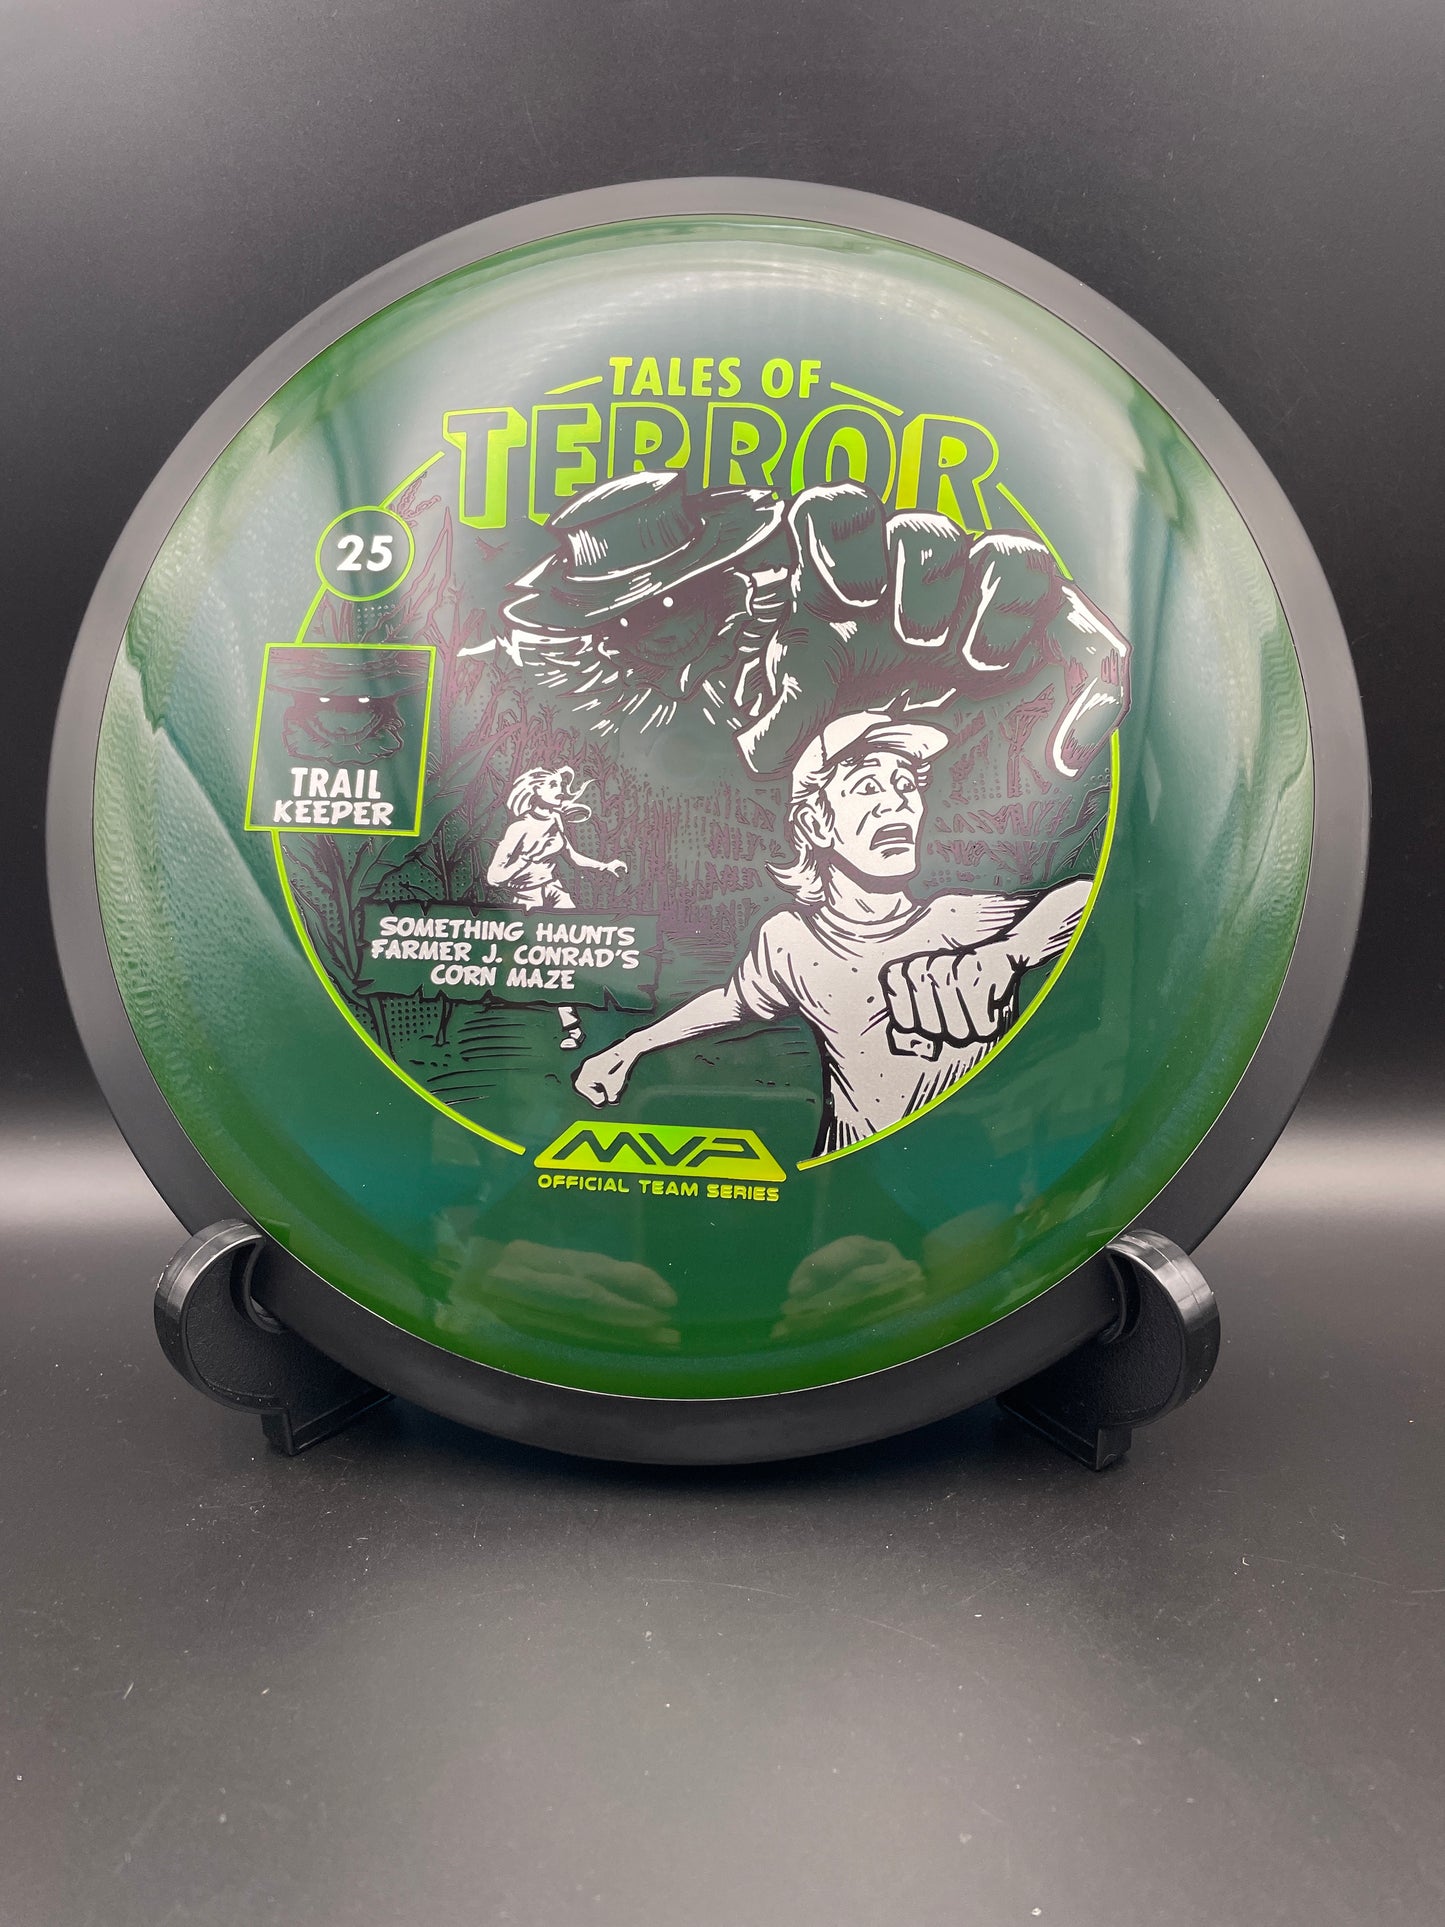 TALES OF
TERROR
25
TRAIL
KEEPER
SOMETHING HAUNTS
FARMER J. CONRAD'S
CORN MAZE
MVP
OFFICIAL TEAM SERIES